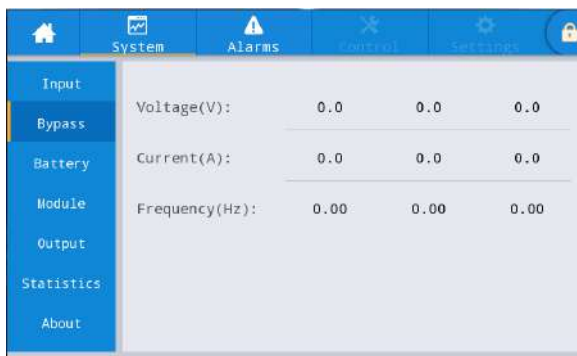 System Alarms Control Settings
Input
Bypass
Battery
Module
Output
Statistics
About
Voltage(V): 0.0 0.0 0.0
Current(A): 0.0 0.0 0.0
Frequency(Hz): 0.00 0.00 0.00